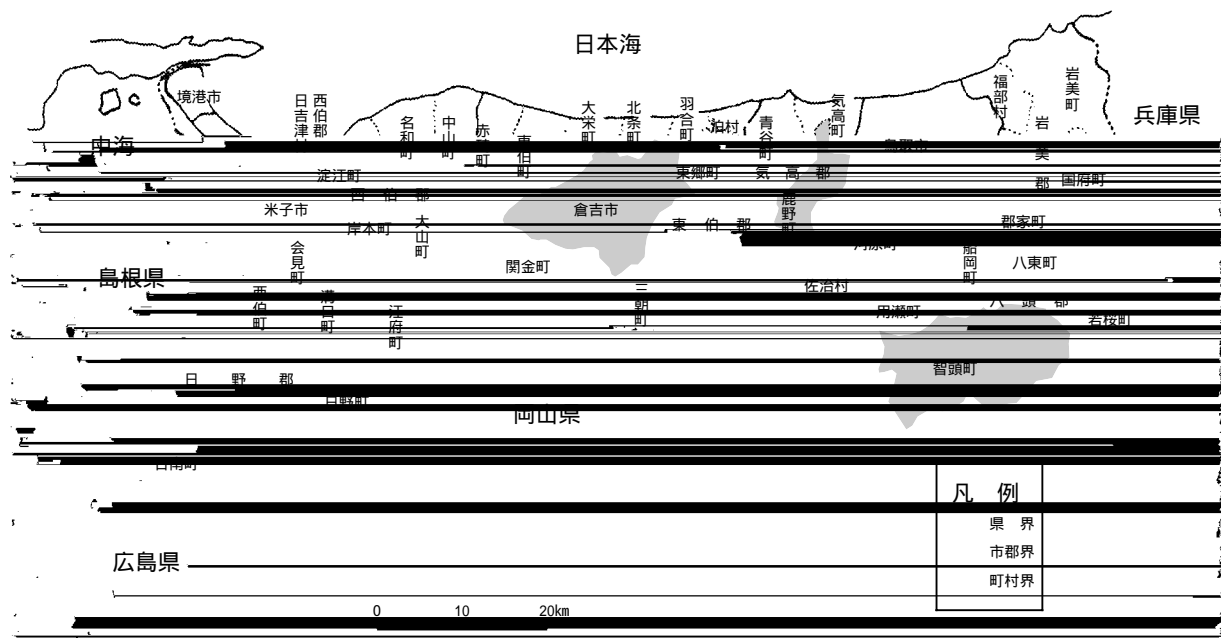 日本海
境港市
日吉津村
西伯郡
名和町
中山町
赤碕町
東伯町
大栄町
北条町
羽合町
泊村
青谷町
気高町
福部村
岩美町
岩美郡
兵庫県
中海
鳥取市
淀江町
東郷町
気高郡
国府町
西伯郡
米子市
倉吉市
鹿野町
岸本町
大山町
東伯郡
郡家町
河原町
会見町
島根県
関金町
船岡町
八東町
佐治村
西伯町
溝口町
江府町
三朝町
八頭郡
用瀬町
若桜町
智頭町
日野郡
日野町
岡山県
日南町
凡例
県界
市郡界
町村界
広島県
0 10 20km